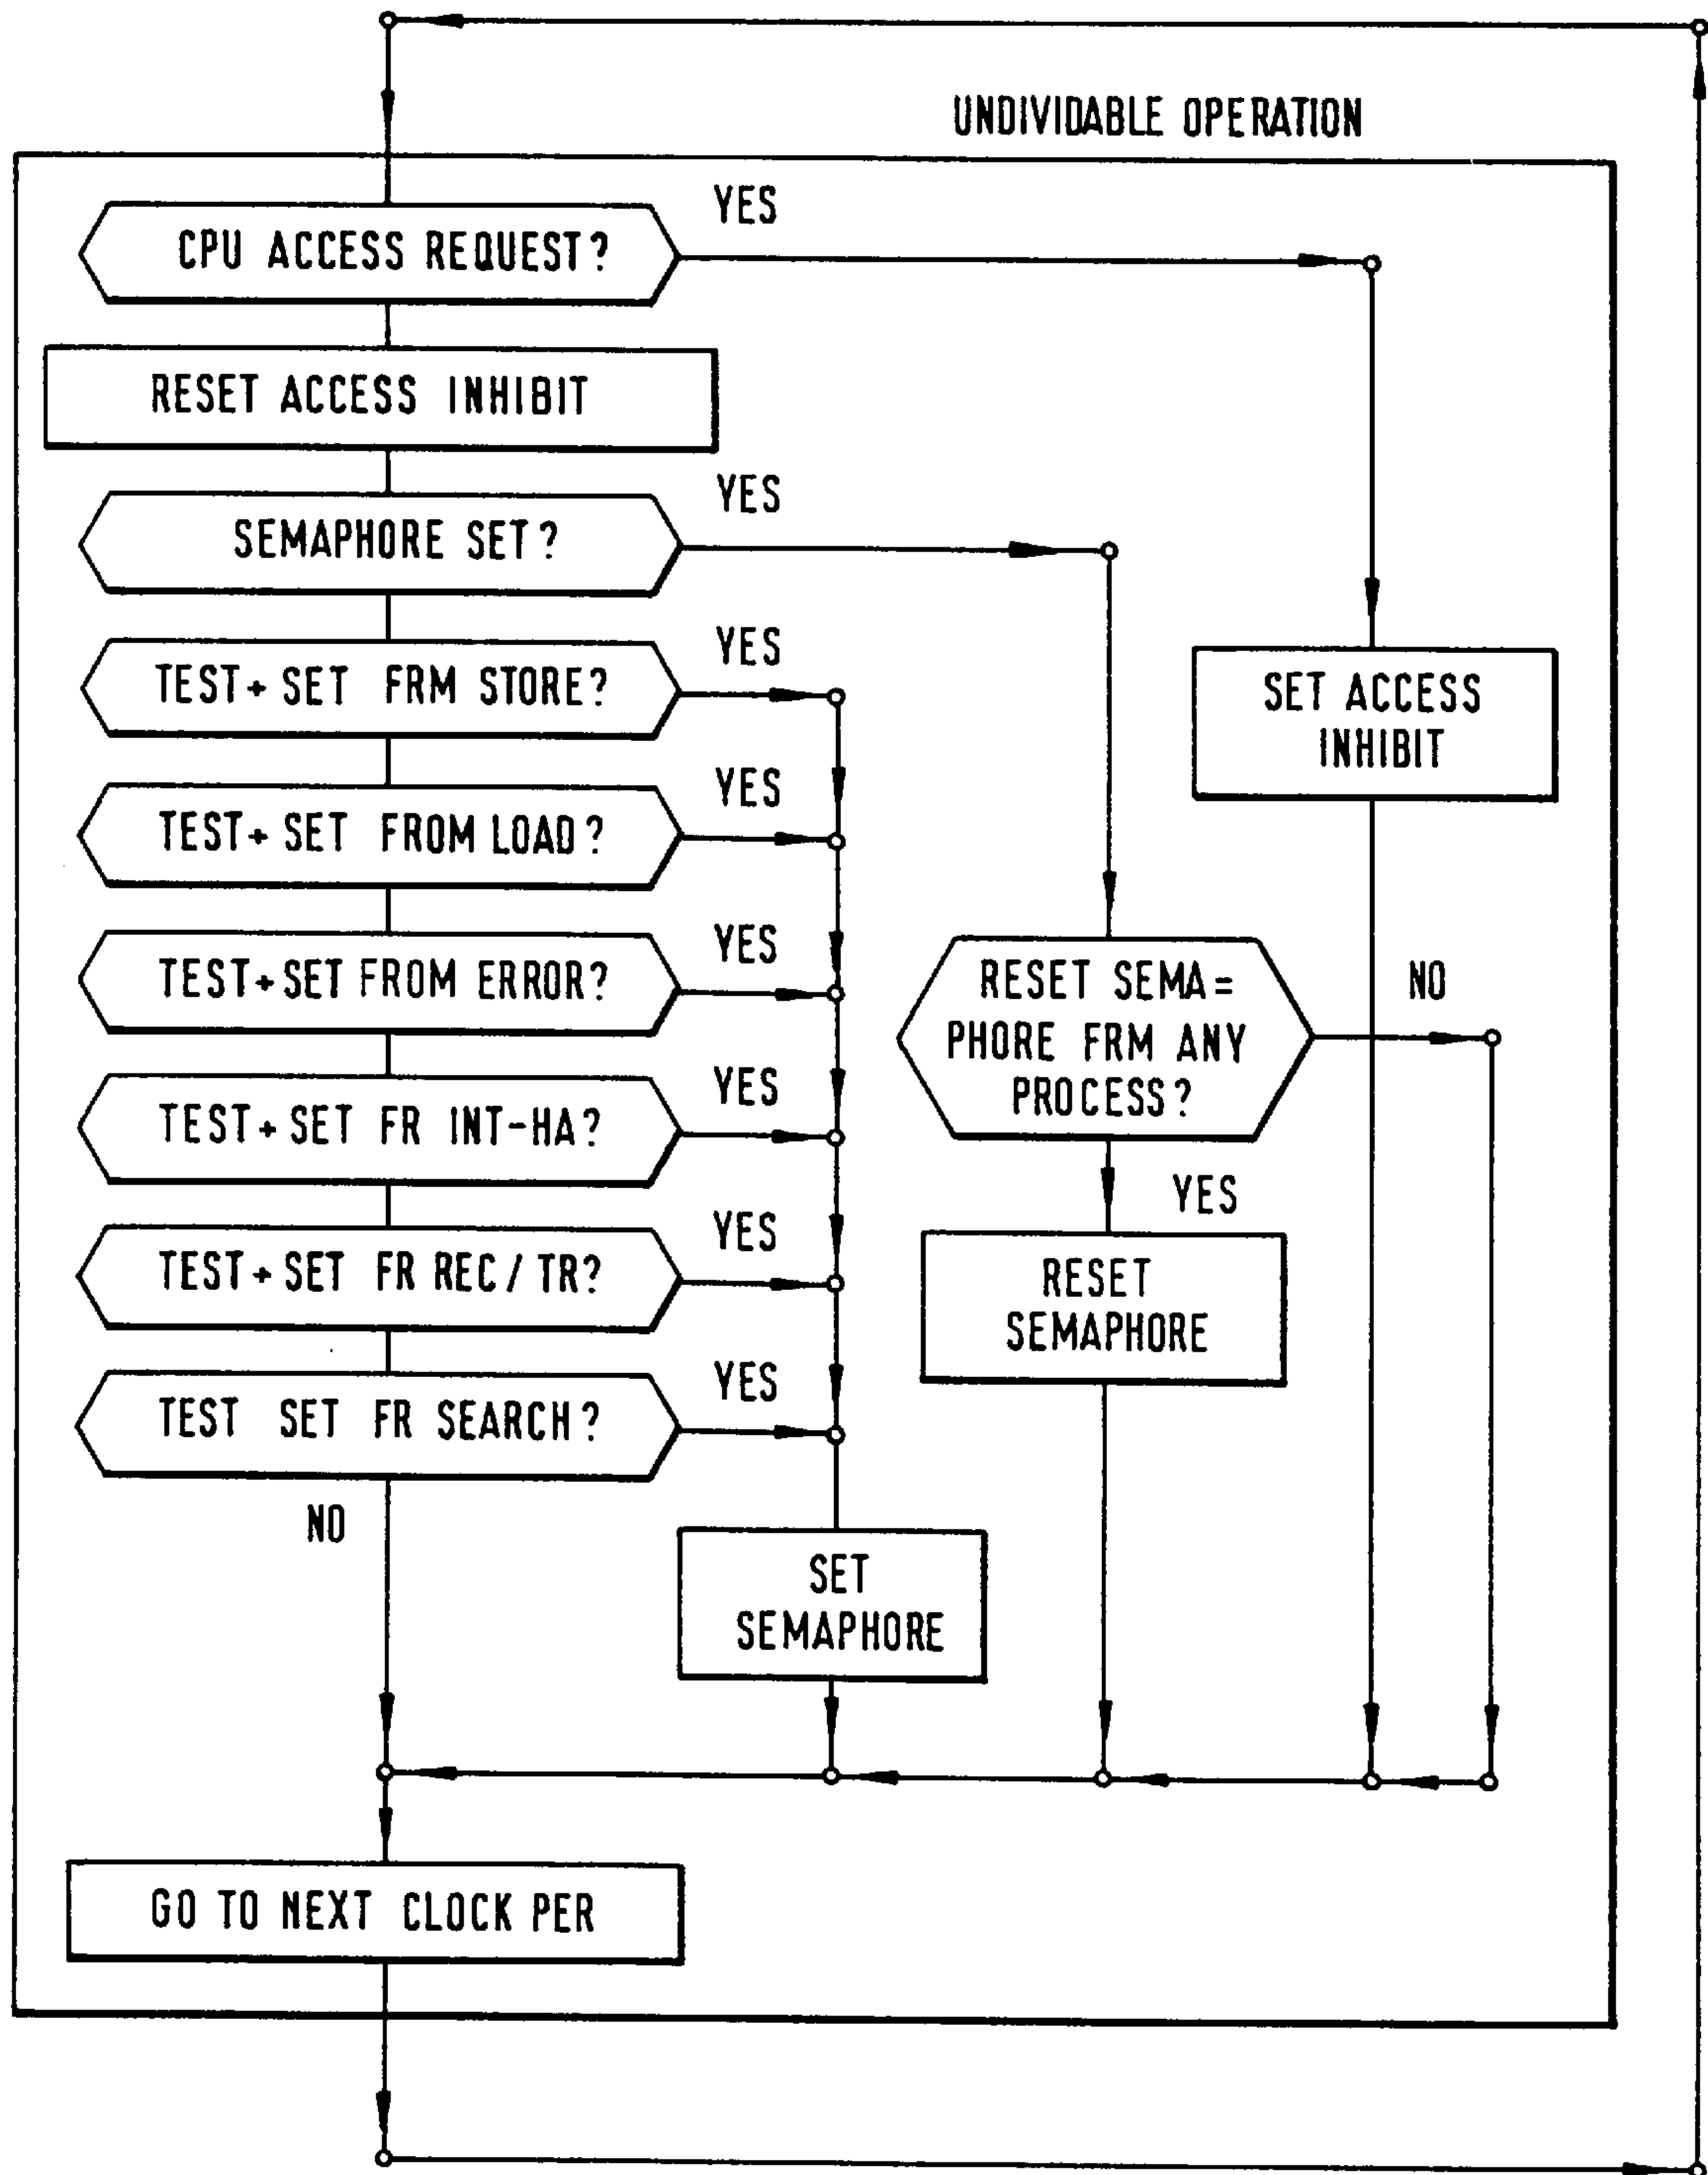 UNDIVIDABLE OPERATION
CPU ACCESS REQUEST?
YES
RESET ACCESS INHIBIT
SEMAPHORE SET?
YES
TEST+ SET FRM STORE?
YES
SET ACCESS
INHIBIT
TEST+ SET FROM LOAD?
YES
TEST+SET FROM ERROR?
YES
RESET SEMA=
PHORE FRM ANY
PROCESS?
NO
TEST+ SET FR INT-HA?
YES
YES
RESET
SEMAPHORE
TEST+ SET FR REC / TR?
YES
TEST SET FR SEARCH?
YES
NO
SET
SEMAPHORE
GO TO NEXT CLOCK PER